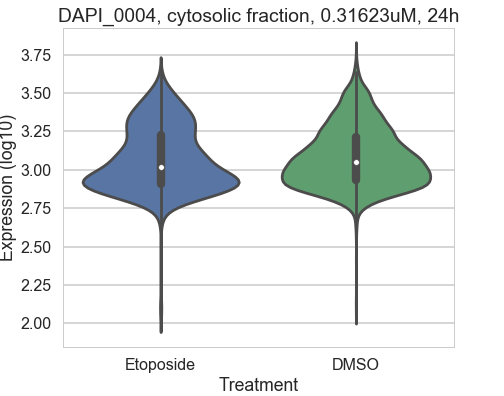 DAPI_0004, cytosolic fraction, 0.31623uM, 24h
Expression (log10)
3.75
3.50
3.25
3.00
2.75
2.50
2.25
2.00
Etoposide
DMSO
Treatment